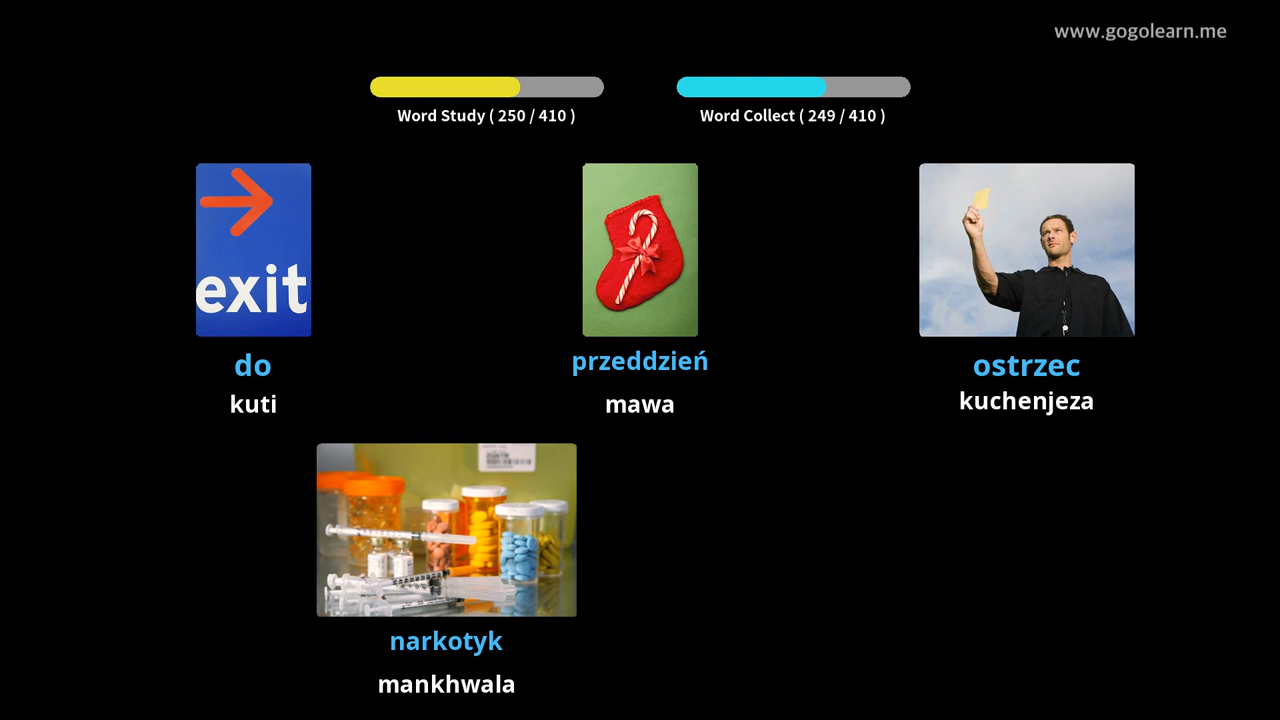 www.gogolearn.me
Word Study ( 250 / 410 )
Word Collect ( 249 / 410 )
exit
do
kuti
przeddzień
mawa
ostrzec
kuchenjeza
narkotyk
mankhwala